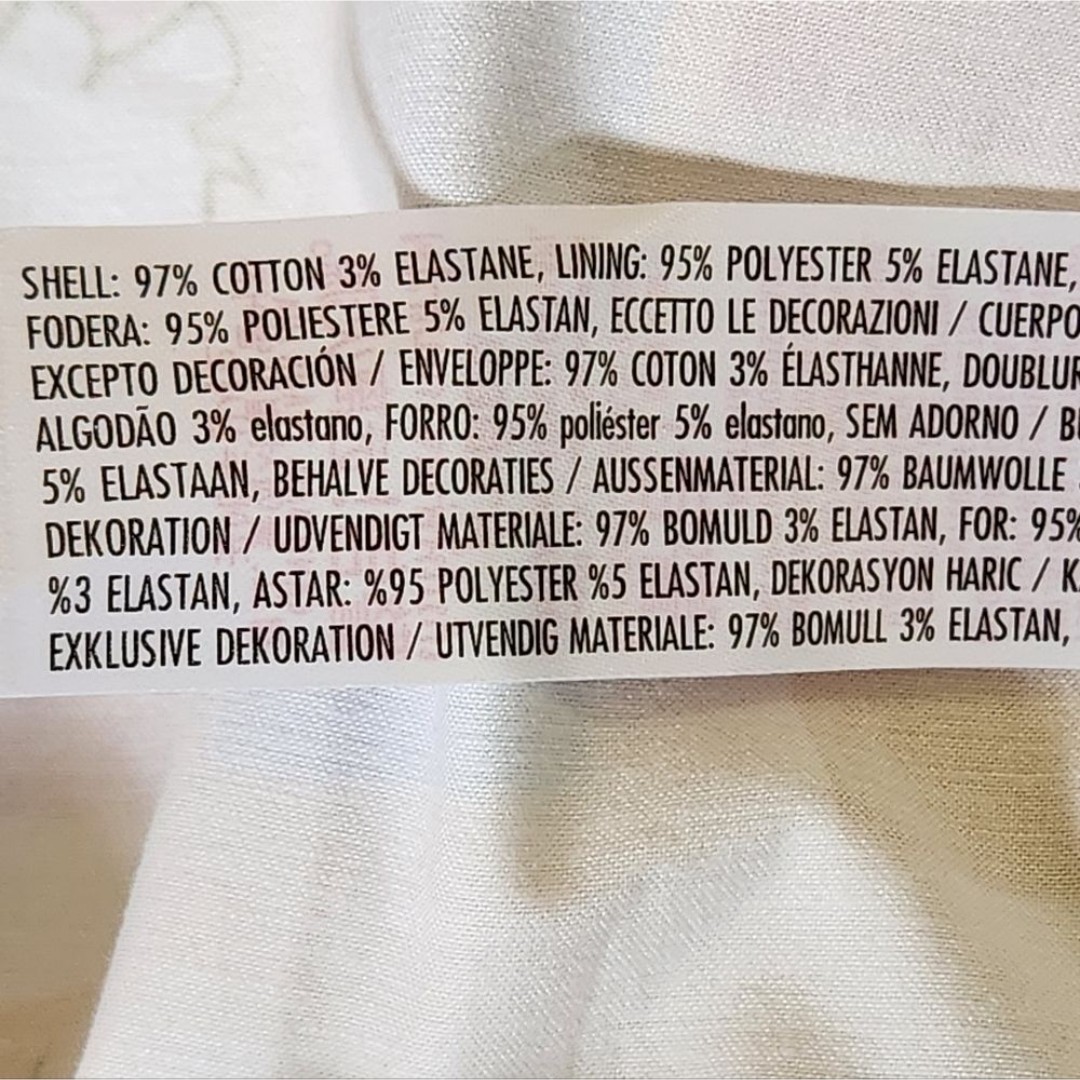 SHELL: 97% COTTON 3% ELASTANE, LINING: 95% POLYESTER 5% ELASTANE,
FODERA: 95% POLIESTERE 5% ELASTAN, ECCETTO LE DECORAZIONI / CUERPO
EXCEPTO DECORACIÓN / ENVELOPPE: 97% COTON 3% ÉLASTHANNE, DOUBLUR
ALGODÃO 3% elastano, FORRO: 95% poliéster 5% elastano, SEM ADORNO /
5% ELASTAAN, BEHALVE DECORATIES / AUSSENMATERIAL: 97% BAUMWOLLE
DEKORATION / UDVENDIGT MATERIALE: 97% BOMULD 3% ELASTAN, FOR: 95%
%3 ELASTAN, ASTAR: %95 POLYESTER %5 ELASTAN, DEKORASYON HARIC /
EXKLUSIVE DEKORATION / UTVENDIG MATERIALE: 97% BOMULL 3% ELASTAN,